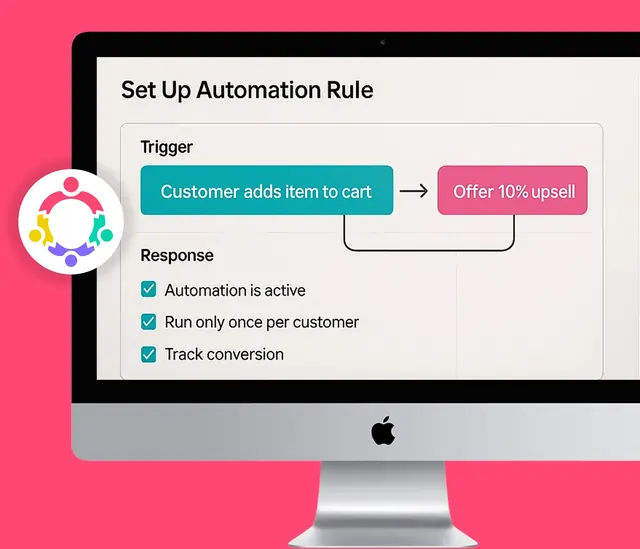 Set Up Automation Rule
Trigger
Customer adds item to cart
Offer 10% upsell
Response
Automation is active
Run only once per customer
Track conversion